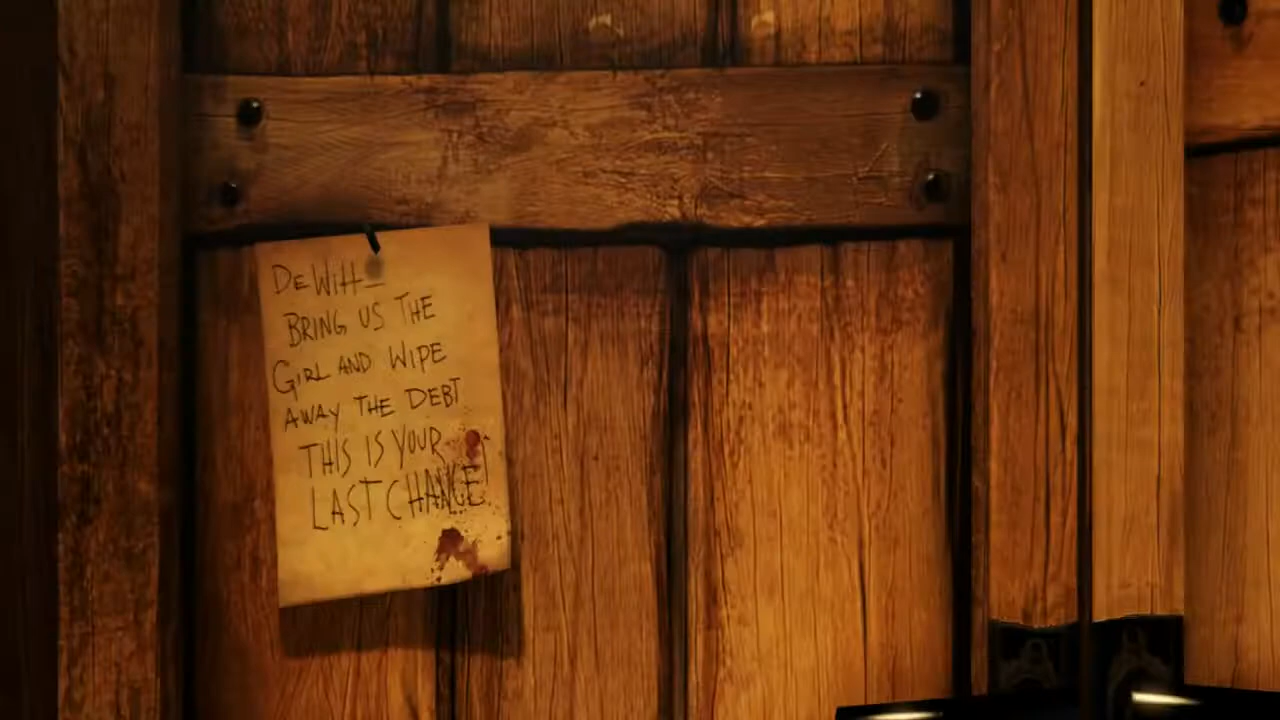 DeWitt—
BRING US THE
GIRL AND WIPE
AWAY THE DEBT
THIS IS YOUR
LAST CHANCE!